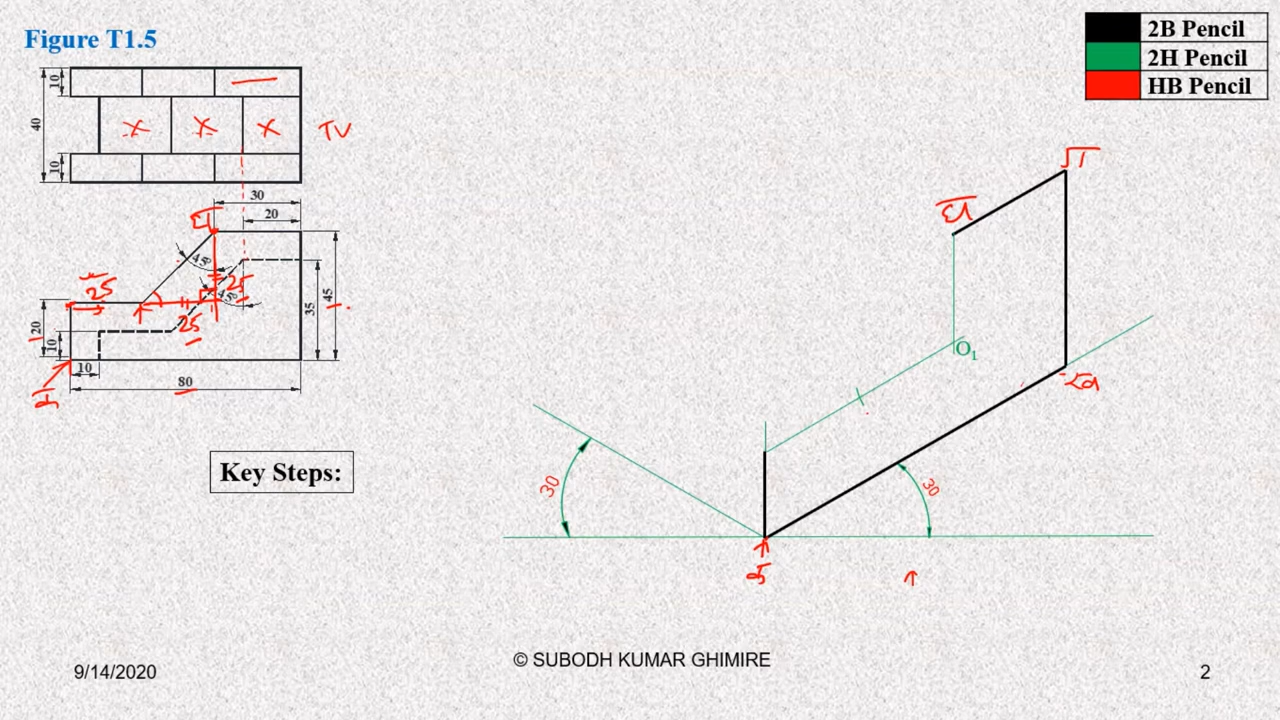 Figure T1.5
2B Pencil
2H Pencil
HB Pencil
10
40
10
TV
30
20
45°
25
25
45°
25
35
45
20
10
10
80
Key Steps:
O₁
30
30
9/14/2020
© SUBODH KUMAR GHIMIRE
2